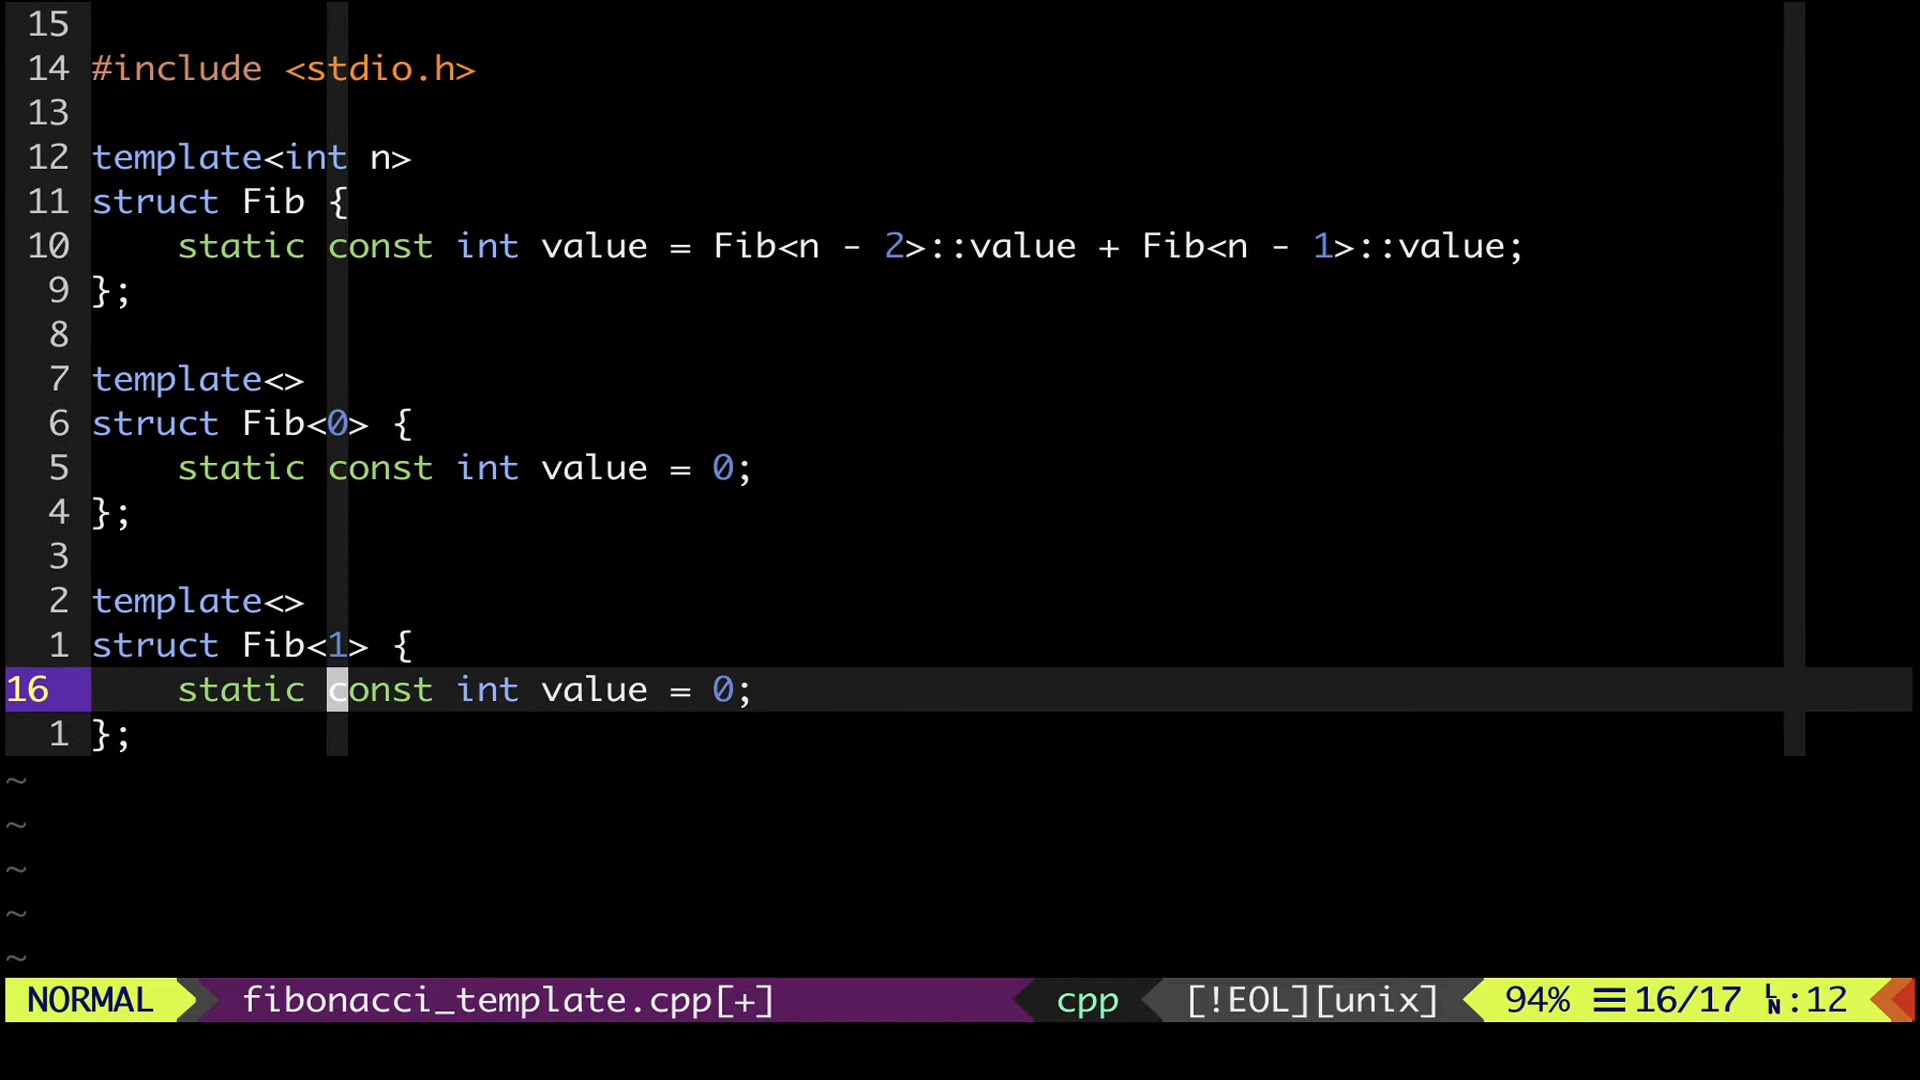 15
14 #include <stdio.h>
13
12 template<int n>
11 struct Fib {
10     static const int value = Fib<n - 2>::value + Fib<n - 1>::value;
9 };
8
7 template<>
6 struct Fib<0> {
5     static const int value = 0;
4 };
3
2 template<>
1 struct Fib<1> {
16     static const int value = 0;
1 };
~
~
~
~
~
NORMAL fibonacci_template.cpp[+] cpp [!EOL][unix] 94% ☰ 16/17 ␊:12